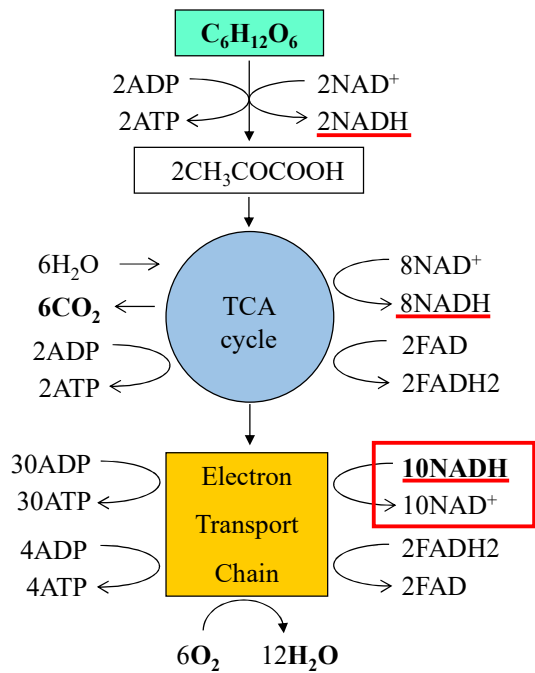 C₆H₁₂O₆
2ADP
2NAD⁺
2ATP
2NADH
2CH₃COCOOH
6H₂O
8NAD⁺
6CO₂
TCA
8NADH
cycle
2ADP
2FAD
2ATP
2FADH2
30ADP
Electron
10NADH
30ATP
Transport
10NAD⁺
4ADP
2FADH2
4ATP
Chain
2FAD
6O₂ 12H₂O